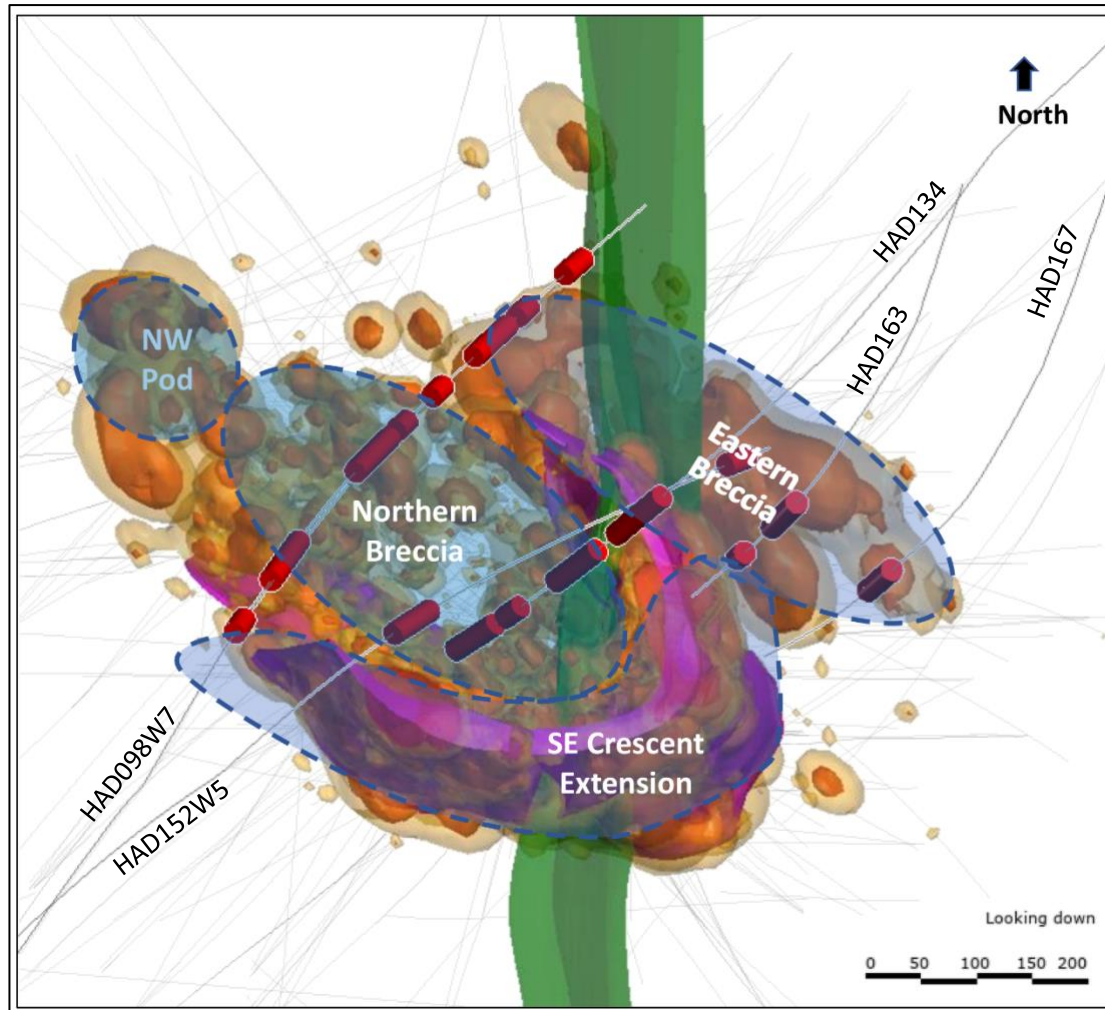 North
HAD134
HAD163
HAD167
NW
Pod
Eastern
Breccia
Northern
Breccia
SE Crescent
Extension
HAD098W7
HAD152W5
Looking down
0 50 100 150 200